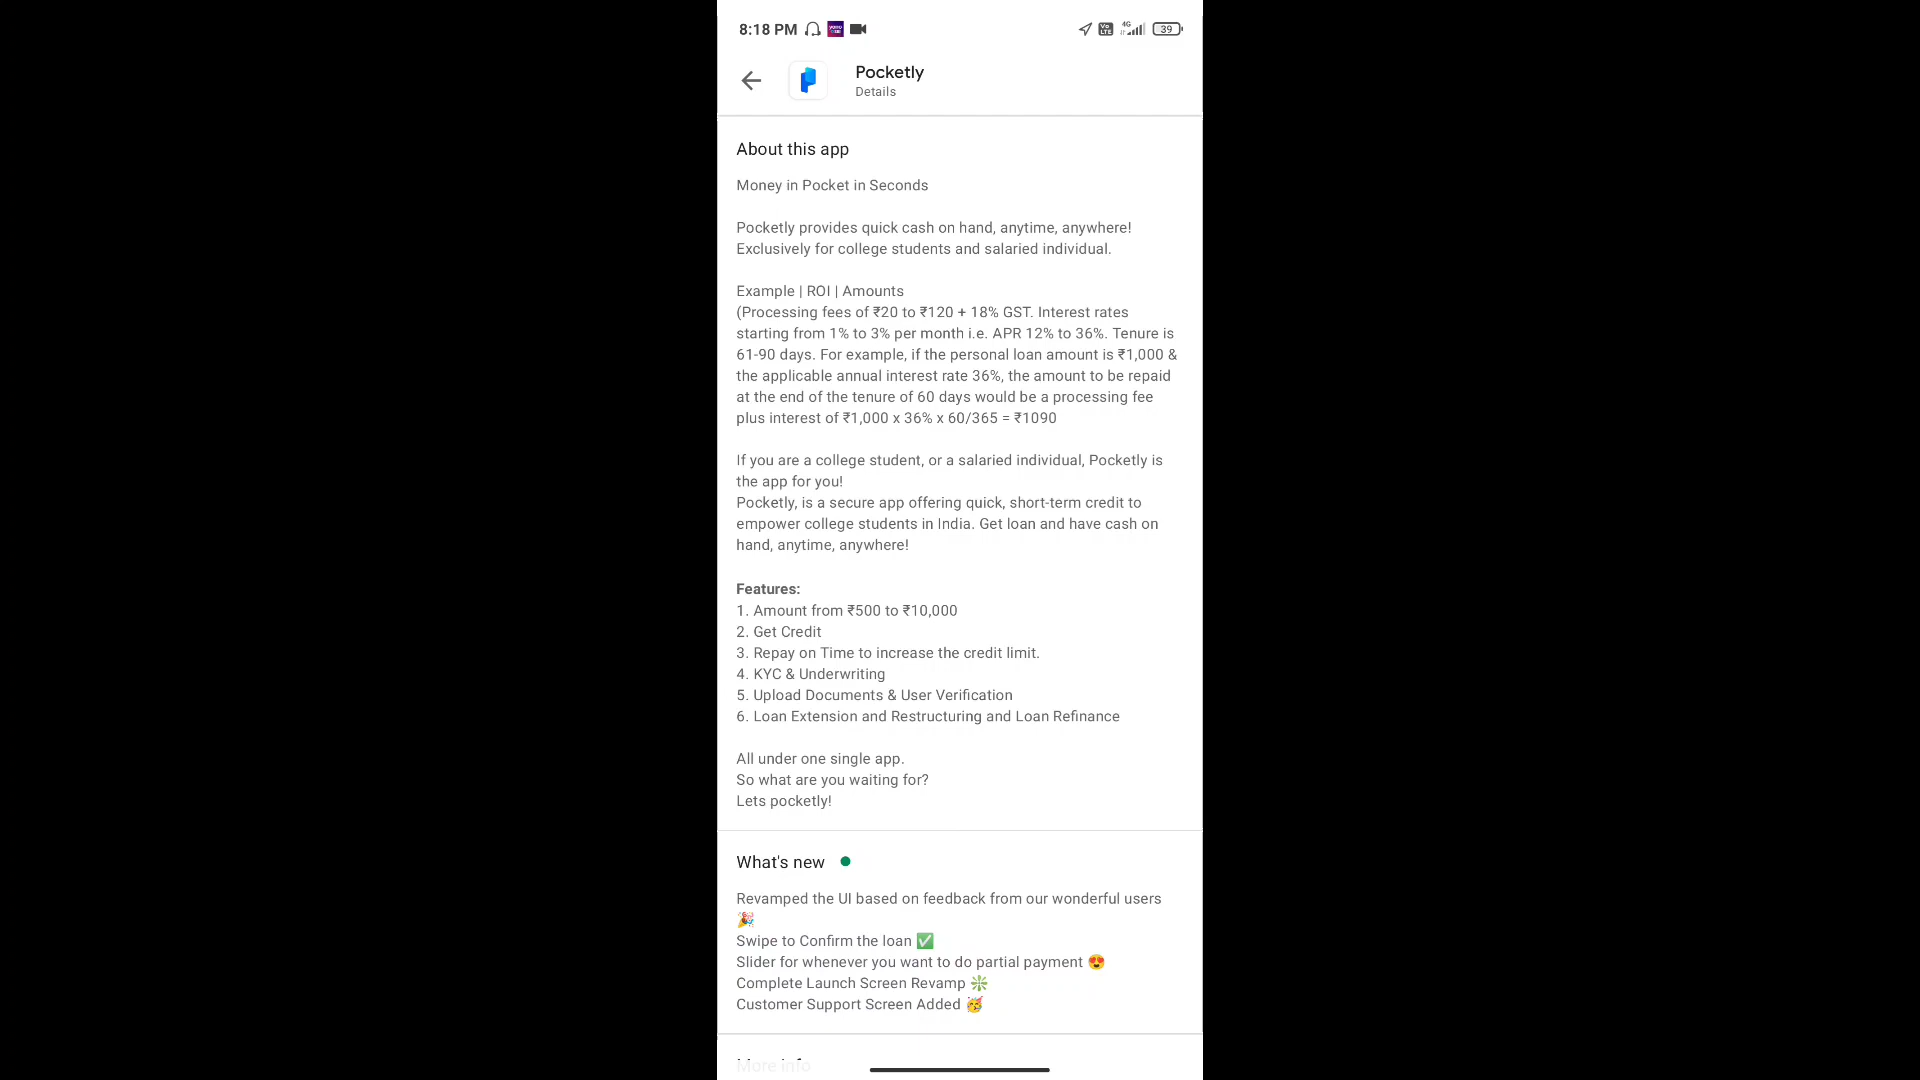 8:18 PM
4G
39
Pocketly
Details
About this app
Money in Pocket in Seconds
Pocketly provides quick cash on hand, anytime, anywhere!
Exclusively for college students and salaried individual.
Example | ROI | Amounts
(Processing fees of ₹20 to ₹120 + 18% GST. Interest rates
starting from 1% to 3% per month i.e. APR 12% to 36%. Tenure is
61-90 days. For example, if the personal loan amount is ₹1,000 &
the applicable annual interest rate 36%, the amount to be repaid
at the end of the tenure of 60 days would be a processing fee
plus interest of ₹1,000 x 36% x 60/365 = ₹1090
If you are a college student, or a salaried individual, Pocketly is
the app for you!
Pocketly, is a secure app offering quick, short-term credit to
empower college students in India. Get loan and have cash on
hand, anytime, anywhere!
Features:
1. Amount from ₹500 to ₹10,000
2. Get Credit
3. Repay on Time to increase the credit limit.
4. KYC & Underwriting
5. Upload Documents & User Verification
6. Loan Extension and Restructuring and Loan Refinance
All under one single app.
So what are you waiting for?
Lets pocketly!
What's new
Revamped the UI based on feedback from our wonderful users
🎉
Swipe to Confirm the loan ✅
Slider for whenever you want to do partial payment 😍
Complete Launch Screen Revamp ❇️
Customer Support Screen Added 🥳
More info